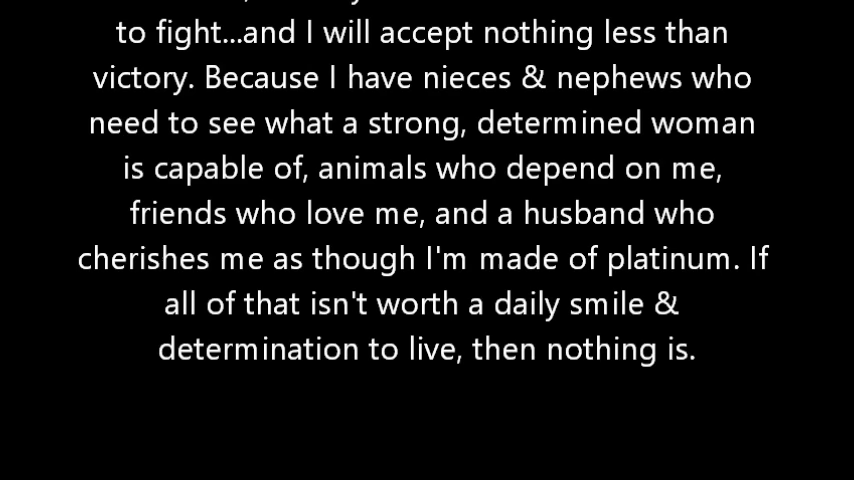 to fight...and I will accept nothing less than
victory. Because I have nieces & nephews who
need to see what a strong, determined woman
is capable of, animals who depend on me,
friends who love me, and a husband who
cherishes me as though I'm made of platinum. If
all of that isn't worth a daily smile &
determination to live, then nothing is.